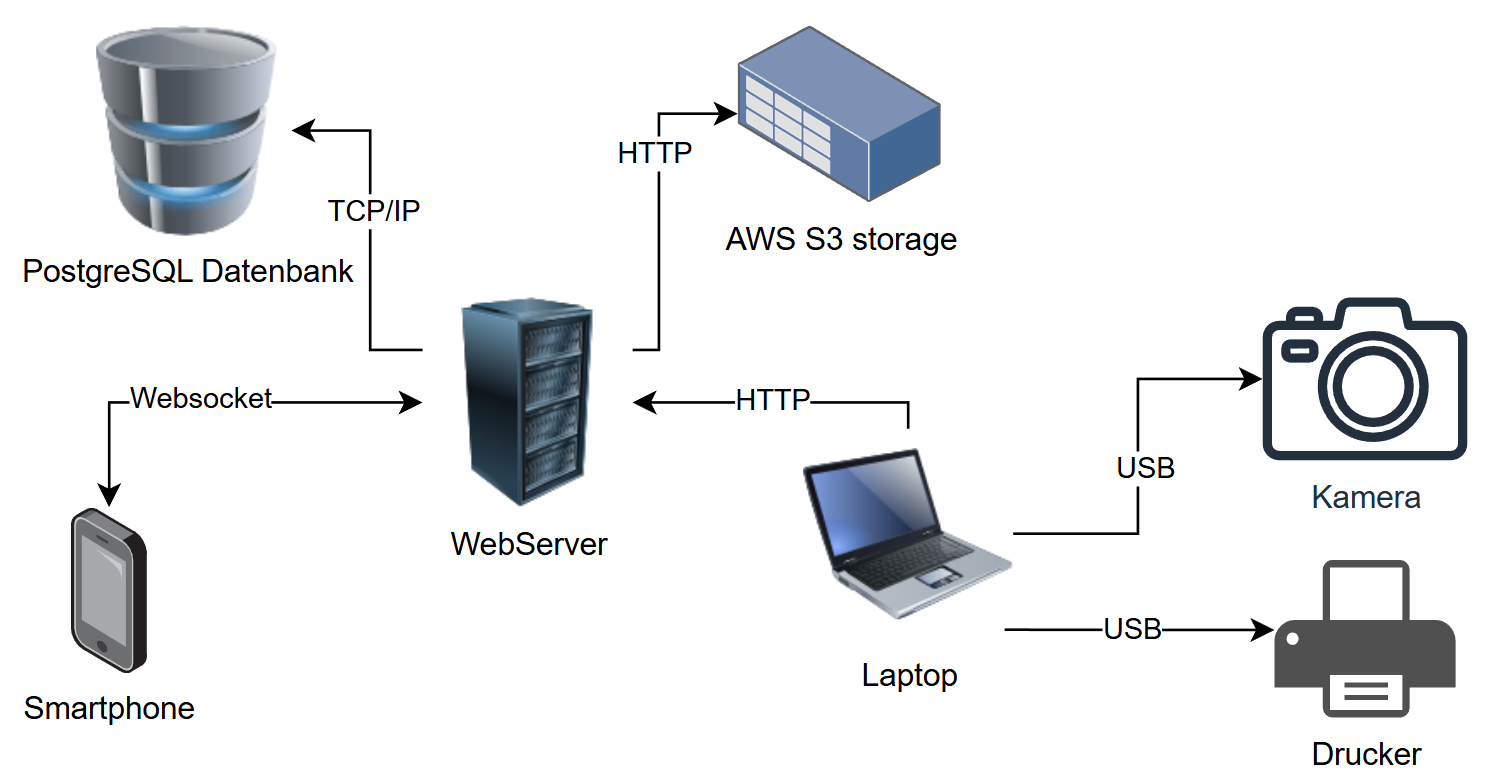 HTTP
TCP/IP
AWS S3 storage
PostgreSQL Datenbank
Websocket
HTTP
USB
Kamera
WebServer
USB
Laptop
Smartphone
Drucker